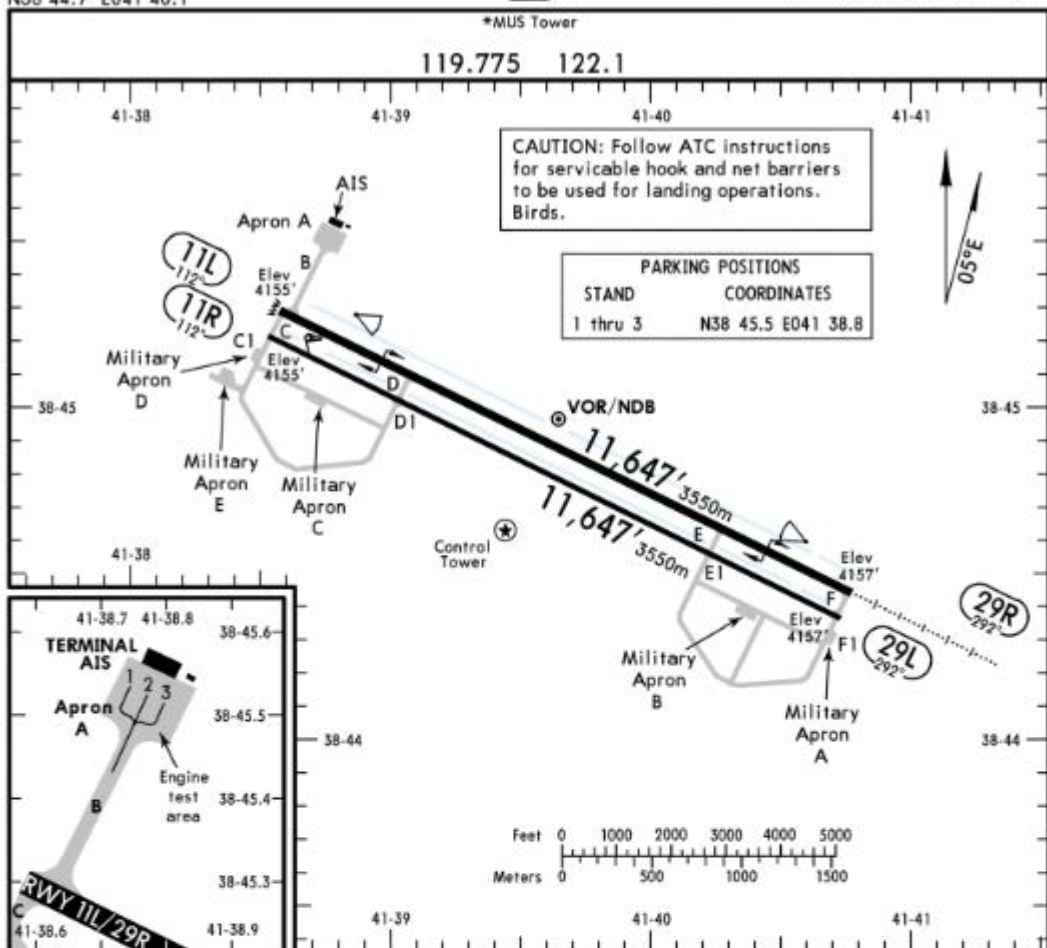 N38 44.7 E041 40.1
*MUS Tower
119.775 122.1
41-38 41-39 41-40 41-41
CAUTION: Follow ATC instructions
for servicable hook and net barriers
to be used for landing operations.
Birds.
05°E
PARKING POSITIONS
STAND COORDINATES
1 thru 3 N38 45.5 E041 38.8
AIS
Apron A
B
11L
112°
11R
112°
Elev
4155'
C1
C
Elev
4155'
Military
Apron
D
D
D1
38-45
38-45
VOR/NDB
11,647' 3550m
11,647' 3550m
Military
Apron
E
Military
Apron
C
Control
Tower
41-38
E
E1
Elev
4157'
F
Elev
4157'
F1
29R
292°
29L
292°
Military
Apron
B
Military
Apron
A
38-44
38-44
Feet 0 1000 2000 3000 4000 5000
Meters 0 500 1000 1500
41-39 41-40 41-41
41-38.7 41-38.8
38-45.6
TERMINAL
AIS
1 2 3
Apron
A
38-45.5
Engine
test
area
B
38-45.4
38-45.3
RWY 11L/29R
C
41-38.6 41-38.9